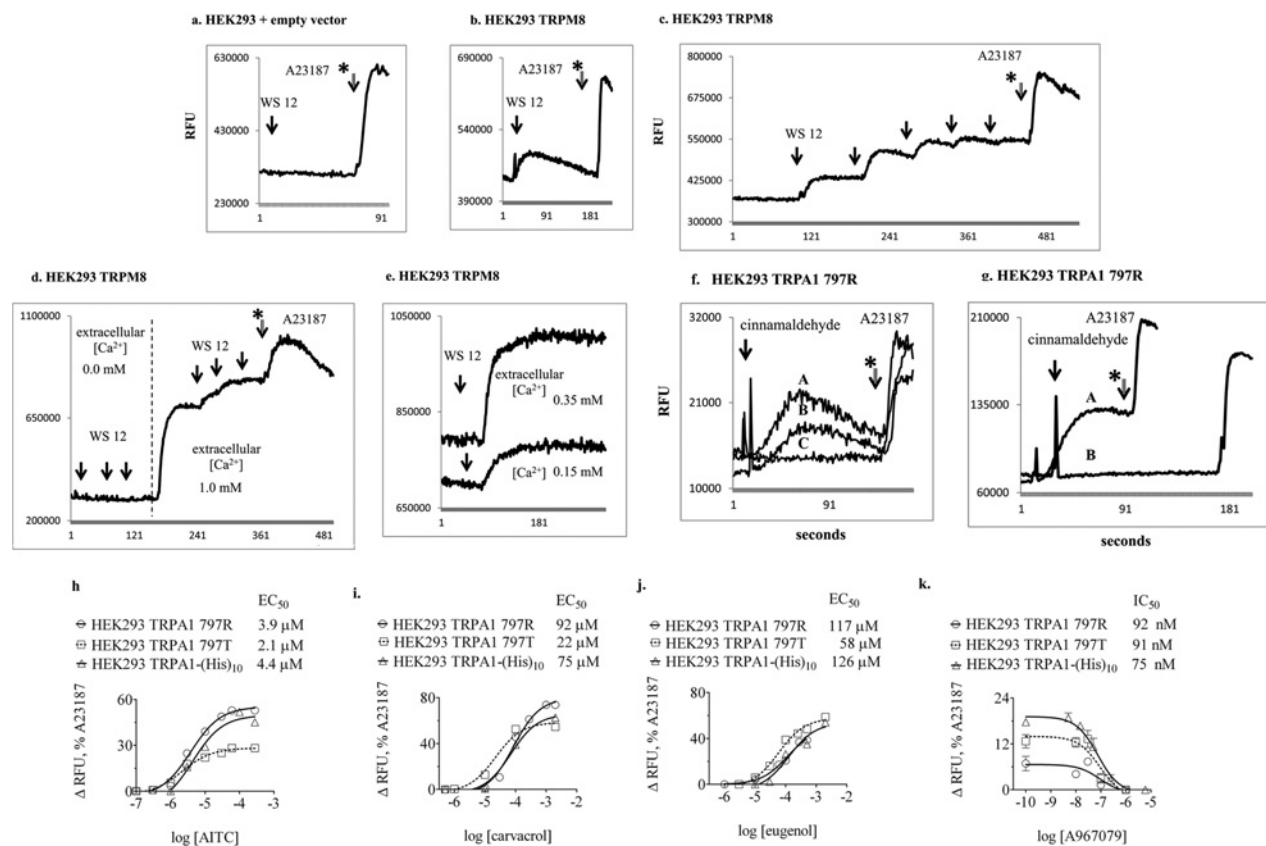 a. HEK293 + empty vector
RFU
630000
430000
230000
1
91
WS 12
A23187
*
b. HEK293 TRPM8
690000
540000
390000
1
91
181
WS 12
A23187
*
c. HEK293 TRPM8
RFU
800000
675000
550000
425000
300000
1
121
241
361
481
WS 12
A23187
*
d. HEK293 TRPM8
1100000
650000
200000
1
121
241
361
481
extracellular
[Ca²⁺]
0.0 mM
WS 12
WS 12
*
A23187
extracellular
[Ca²⁺]
1.0 mM
e. HEK293 TRPM8
1050000
850000
650000
1
181
WS 12
extracellular
[Ca²⁺] 0.35 mM
[Ca²⁺] 0.15 mM
f. HEK293 TRPA1 797R
RFU
32000
21000
10000
1
91
cinnamaldehyde
A23187
*
A
B
C
seconds
g. HEK293 TRPA1 797R
210000
135000
60000
1
91
181
A23187
cinnamaldehyde
*
A
B
seconds
h
EC₅₀
HEK293 TRPA1 797R 3.9 µM
HEK293 TRPA1 797T 2.1 µM
HEK293 TRPA1-(His)₁₀ 4.4 µM
Δ RFU, % A23187
60
30
0
-7 -6 -5 -4 -3
log [AITC]
i.
EC₅₀
HEK293 TRPA1 797R 92 µM
HEK293 TRPA1 797T 22 µM
HEK293 TRPA1-(His)₁₀ 75 µM
Δ RFU, % A23187
80
40
0
-6 -5 -4 -3 -2
log [carvacrol]
j.
EC₅₀
HEK293 TRPA1 797R 117 µM
HEK293 TRPA1 797T 58 µM
HEK293 TRPA1-(His)₁₀ 126 µM
Δ RFU, % A23187
90
60
30
0
-6 -5 -4 -3 -2
log [eugenol]
k.
IC₅₀
HEK293 TRPA1 797R 92 nM
HEK293 TRPA1 797T 91 nM
HEK293 TRPA1-(His)₁₀ 75 nM
Δ RFU, % A23187
24
12
0
-10 -9 -8 -7 -6 -5
log [A967079]